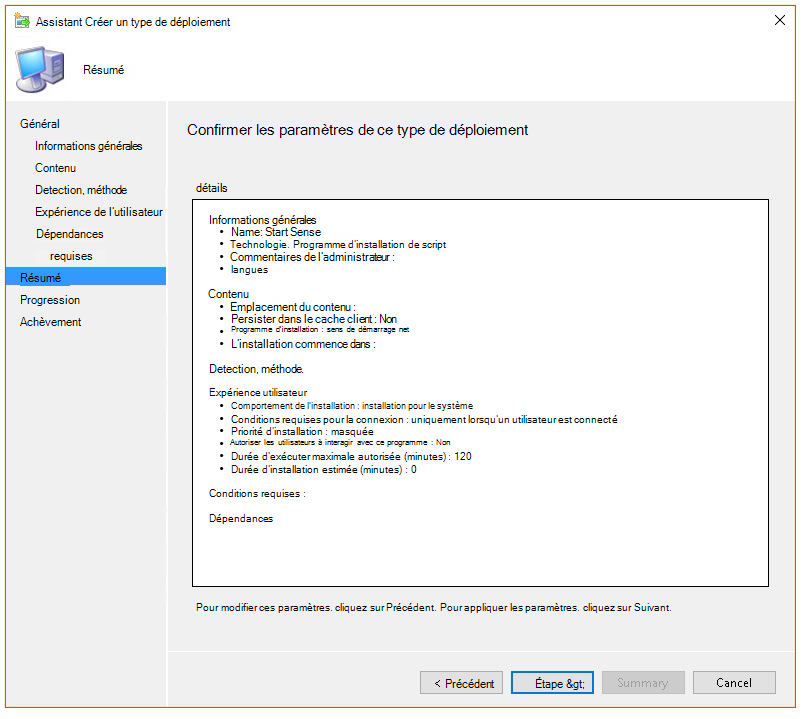 Assistant Créer un type de déploiement
Résumé
Général
Informations générales
Contenu
Detection, méthode
Expérience de l'utilisateur
Dépendances
requises
Résumé
Progression
Achèvement
Confirmer les paramètres de ce type de déploiement
détails
Informations générales
• Name: Start Sense
• Technologie. Programme d'installation de script
• Commentaires de l'administrateur :
• langues
Contenu
• Emplacement du contenu :
• Persister dans le cache client : Non
• Programme d'installation : sens de démarrage net
• L'installation commence dans :
Detection, méthode.
Expérience utilisateur
• Comportement de l'installation : installation pour le système
• Conditions requises pour la connexion : uniquement lorsqu'un utilisateur est connecté
• Priorité d'installation : masquée
• Autoriser les utilisateurs à interagir avec ce programme : Non
• Durée d'exécuter maximale autorisée (minutes) : 120
• Durée d'installation estimée (minutes) : 0
Conditions requises :
Dépendances
Pour modifier ces paramètres. cliquez sur Précédent. Pour appliquer les paramètres. cliquez sur Suivant.
< Précédent
Étape &gt;
Summary
Cancel